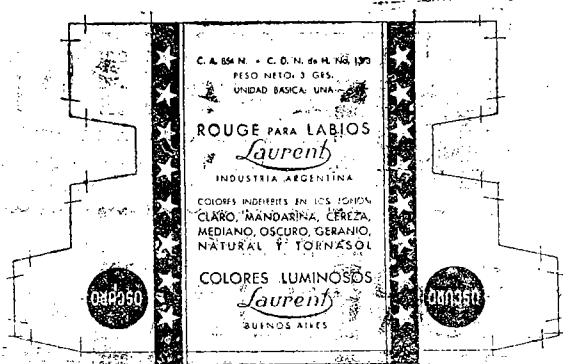 C. A. 854 N. • C. D. N. de H. No. 1373
PESO NETO: 3 GRS.
UNIDAD BASICA: UNA
ROUGE PARA LABIOS
Laurent
INDUSTRIA ARGENTINA
COLORES INDELEBLES EN LOS TONOS
CLARO, MANDARINA, CEREZA,
MEDIANO, OSCURO, GERANIO,
NATURAL Y TORNASOL
COLORES LUMINOSOS
Laurent
BUENOS AIRES
OSCURO
OSCURO